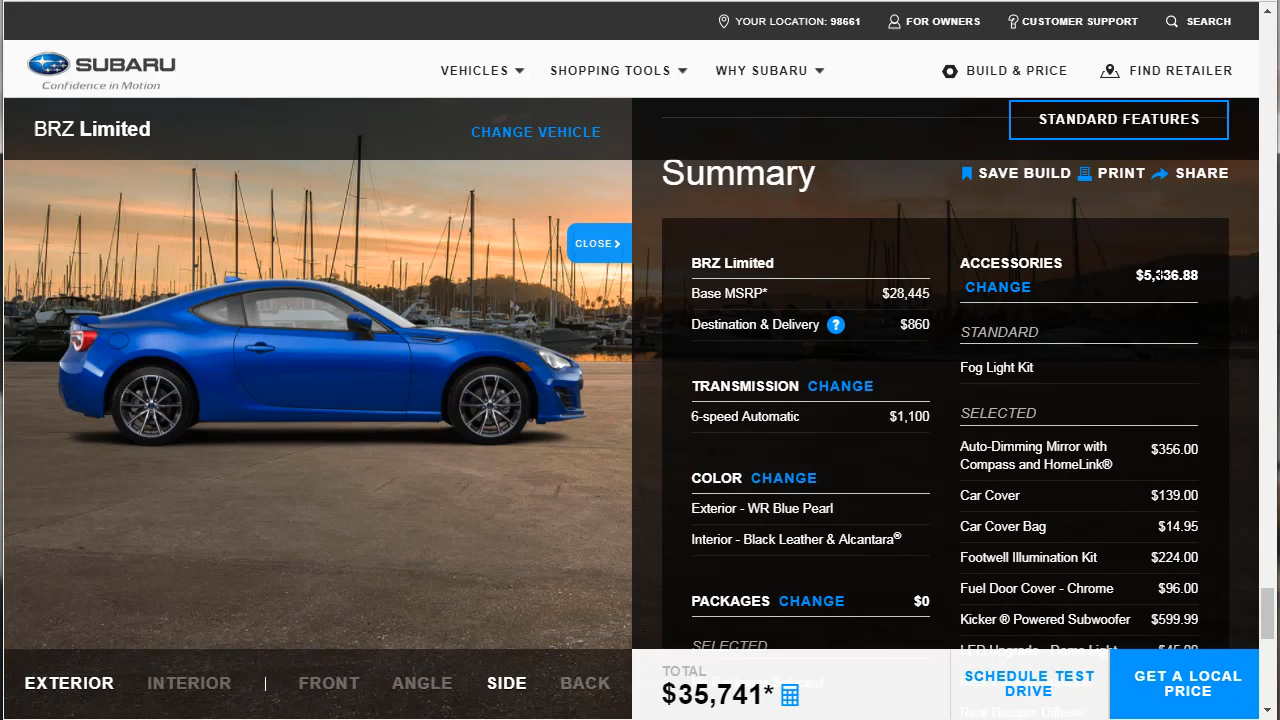 YOUR LOCATION: 98661
FOR OWNERS
CUSTOMER SUPPORT
SEARCH
SUBARU
Confidence in Motion
VEHICLES
SHOPPING TOOLS
WHY SUBARU
BUILD & PRICE
FIND RETAILER
BRZ Limited
CHANGE VEHICLE
STANDARD FEATURES
Summary
SAVE BUILD
PRINT
SHARE
CLOSE
BRZ Limited
Base MSRP* $28,445
Destination & Delivery ? $860
TRANSMISSION CHANGE
6-speed Automatic $1,100
COLOR CHANGE
Exterior - WR Blue Pearl
Interior - Black Leather & Alcantara®
PACKAGES CHANGE $0
SELECTED
ACCESSORIES
CHANGE
STANDARD
Fog Light Kit
SELECTED
Auto-Dimming Mirror with
Compass and HomeLink® $356.00
Car Cover $139.00
Car Cover Bag $14.95
Footwell Illumination Kit $224.00
Fuel Door Cover - Chrome $96.00
Kicker ® Powered Subwoofer $599.99
LED Upgrade - Dome Light
EXTERIOR
INTERIOR
|
FRONT
ANGLE
SIDE
BACK
TOTAL
$35,741*
SCHEDULE TEST
DRIVE
GET A LOCAL
PRICE